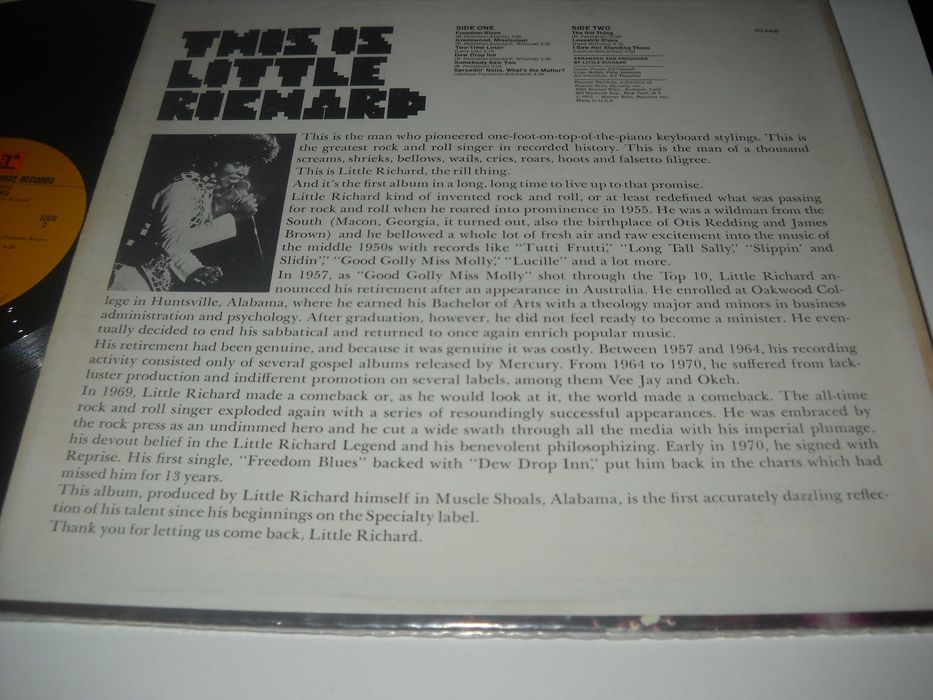 THIS IS
LITTLE
RICHARD
SIDE ONE
Freedom Blues
Greenwood, Mississippi
Two-Time Loser
Dew Drop Inn
Somebody Saw You
Spreadin' Natta, What's the Matter?
SIDE TWO
The Rill Thing
Lovesick Blues
I Saw Her Standing There
ARRANGED AND PRODUCED
BY LITTLE RICHARD
Made in U.S.A.
RS 6406
This is the man who pioneered one-foot-on-top-of-the-piano keyboard stylings. This is
the greatest rock and roll singer in recorded history. This is the man of a thousand
screams, shrieks, bellows, wails, cries, roars, hoots and falsetto filigree.
This is Little Richard, the rill thing.
And it's the first album in a long, long time to live up to that promise.
Little Richard kind of invented rock and roll, or at least redefined what was passing
for rock and roll when he roared into prominence in 1955. He was a wildman from the
South (Macon, Georgia, it turned out, also the birthplace of Otis Redding and James
Brown) and he bellowed a whole lot of fresh air and raw excitement into the music of
the middle 1950s with records like "Tutti Frutti," "Long Tall Sally," "Slippin' and
Slidin'," "Good Golly Miss Molly," "Lucille" and a lot more.
In 1957, as "Good Golly Miss Molly" shot through the Top 10, Little Richard an-
nounced his retirement after an appearance in Australia. He enrolled at Oakwood Col-
lege in Huntsville, Alabama, where he earned his Bachelor of Arts with a theology major and minors in business
administration and psychology. After graduation, however, he did not feel ready to become a minister. He even-
tually decided to end his sabbatical and returned to once again enrich popular music.
His retirement had been genuine, and because it was genuine it was costly. Between 1957 and 1964, his recording
activity consisted only of several gospel albums released by Mercury. From 1964 to 1970, he suffered from lack-
luster production and indifferent promotion on several labels, among them Vee Jay and Okeh.
In 1969, Little Richard made a comeback or, as he would look at it, the world made a comeback. The all-time
rock and roll singer exploded again with a series of resoundingly successful appearances. He was embraced by
the rock press as an undimmed hero and he cut a wide swath through all the media with his imperial plumage,
his devout belief in the Little Richard Legend and his benevolent philosophizing. Early in 1970, he signed with
Reprise. His first single, "Freedom Blues" backed with "Dew Drop Inn," put him back in the charts which had
missed him for 13 years.
This album, produced by Little Richard himself in Muscle Shoals, Alabama, is the first accurately dazzling reflec-
tion of his talent since his beginnings on the Specialty label.
Thank you for letting us come back, Little Richard.
RECORDS
SIDE
2